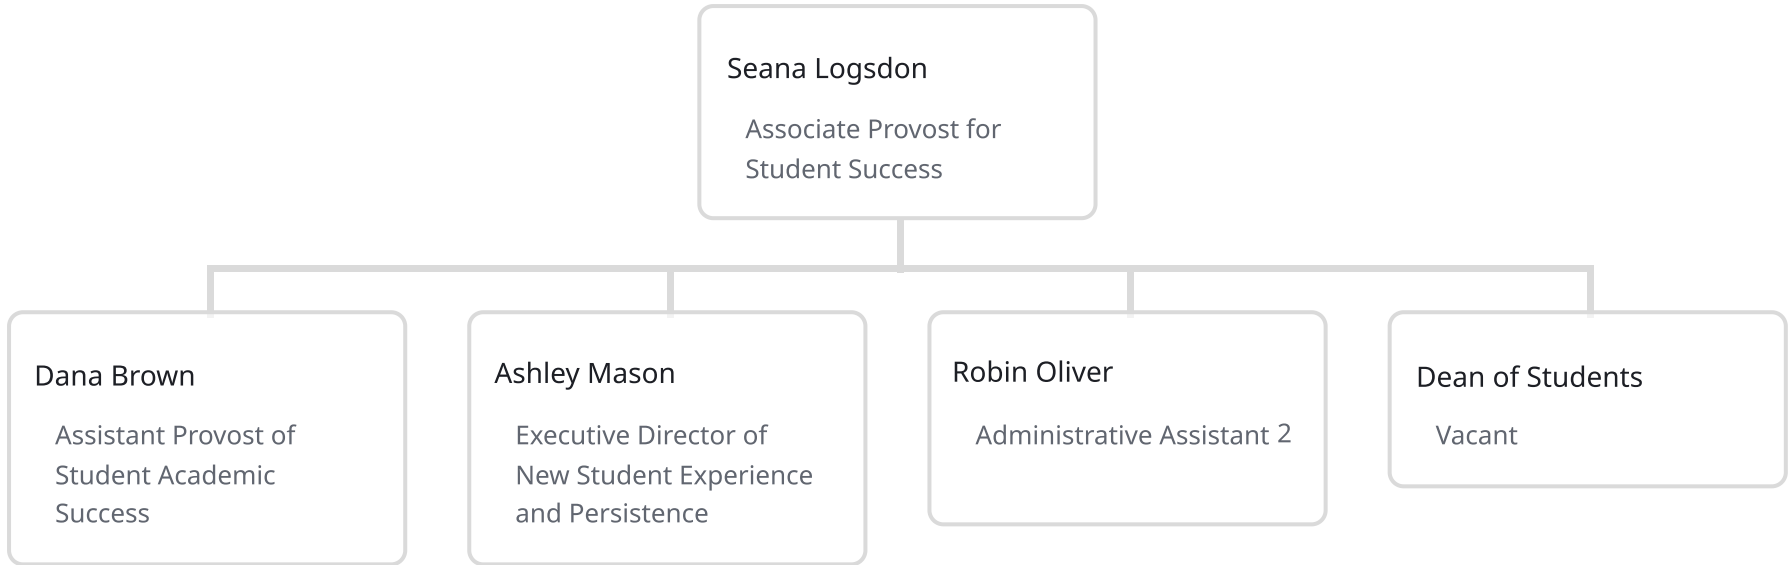 Seana Logsdon
Associate Provost for
Student Success
Dana Brown
Assistant Provost of
Student Academic
Success
Ashley Mason
Executive Director of
New Student Experience
and Persistence
Robin Oliver
Administrative Assistant 2
Dean of Students
Vacant